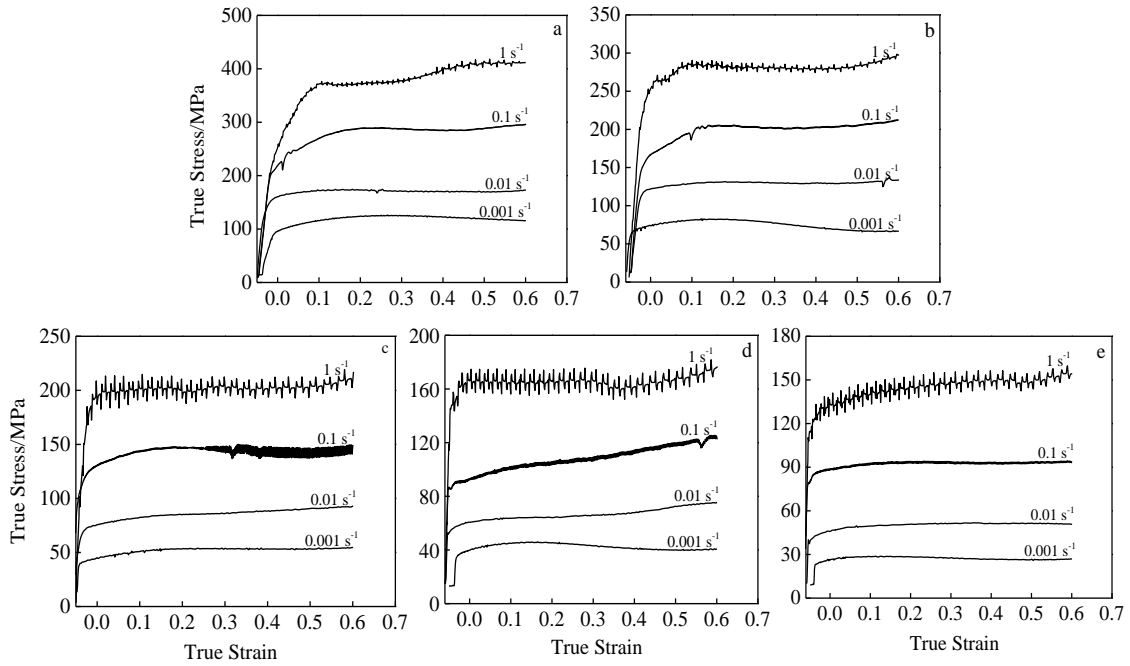 a
True Stress/MPa
500
400
300
200
100
0
1 s⁻¹
0.1 s⁻¹
0.01 s⁻¹
0.001 s⁻¹
0.0 0.1 0.2 0.3 0.4 0.5 0.6 0.7
b
350
300
250
200
150
100
50
0
1 s⁻¹
0.1 s⁻¹
0.01 s⁻¹
0.001 s⁻¹
0.0 0.1 0.2 0.3 0.4 0.5 0.6 0.7
c
True Stress/MPa
250
200
150
100
50
0
1 s⁻¹
0.1 s⁻¹
0.01 s⁻¹
0.001 s⁻¹
0.0 0.1 0.2 0.3 0.4 0.5 0.6 0.7
True Strain
d
200
160
120
80
40
0
1 s⁻¹
0.1 s⁻¹
0.01 s⁻¹
0.001 s⁻¹
0.0 0.1 0.2 0.3 0.4 0.5 0.6 0.7
True Strain
e
180
150
120
90
60
30
0
1 s⁻¹
0.1 s⁻¹
0.01 s⁻¹
0.001 s⁻¹
0.0 0.1 0.2 0.3 0.4 0.5 0.6 0.7
True Strain